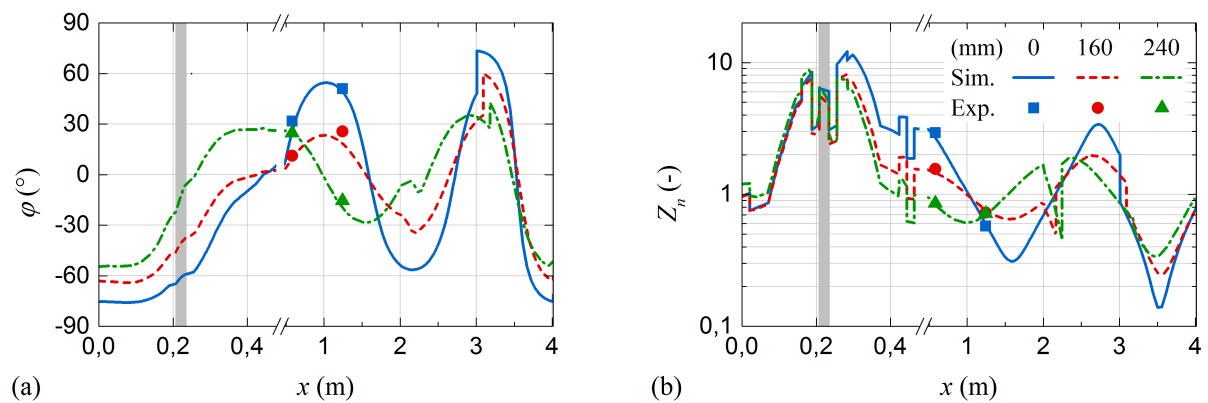 90
60
30
0
-30
-60
-90
φ (°)
0,0 0,2 0,4 1 2 3 4
(a) x (m)
10
1
0,1
Zn (-)
(mm) 0 160 240
Sim.
Exp.
0,0 0,2 0,4 1 2 3 4
(b) x (m)